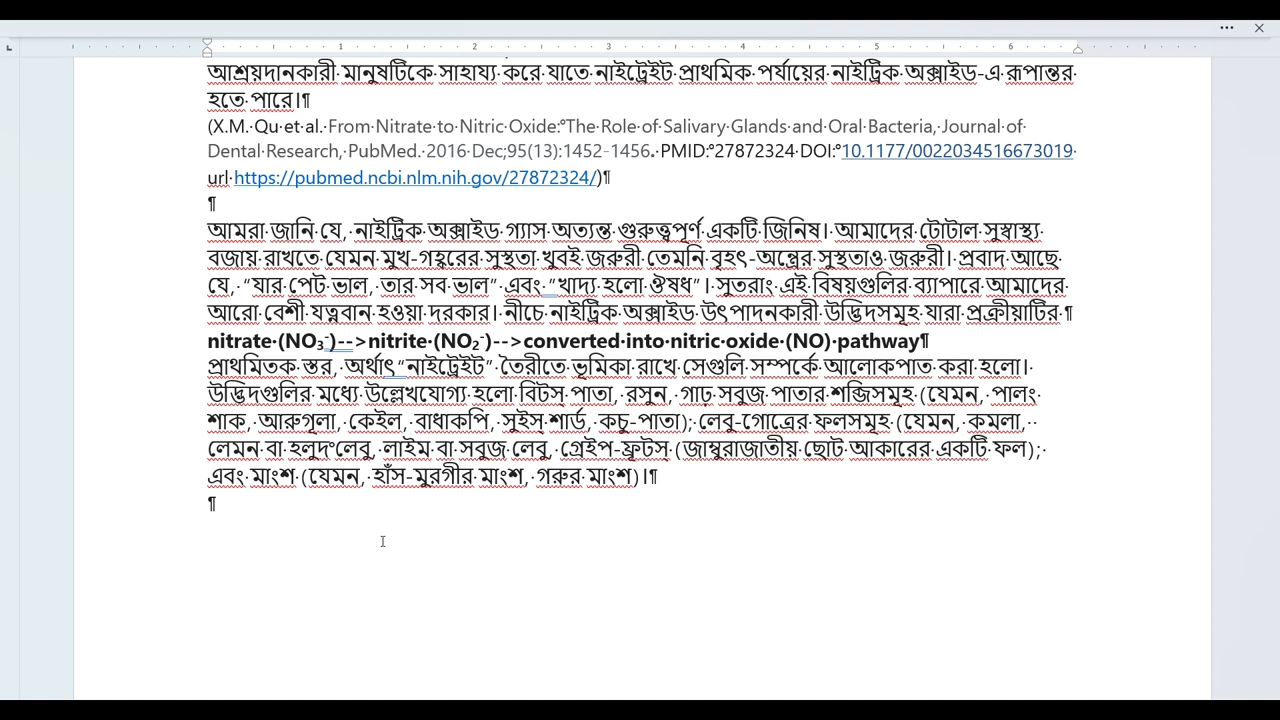 1 2 3 4 5 6
আশ্রয়দানকারী মানুষটিকে সাহায্য করে যাতে নাইট্রেইট প্রাথমিক পর্যায়ের নাইট্রিক অক্সাইড-এ রূপান্তর
হতে পারে।¶
(X.M. Qu et al. From Nitrate to Nitric Oxide: The Role of Salivary Glands and Oral Bacteria, Journal of
Dental Research, PubMed. 2016 Dec;95(13):1452-1456. PMID: 27872324 DOI: 10.1177/0022034516673019
url https://pubmed.ncbi.nlm.nih.gov/27872324/)¶
¶
আমরা জানি যে, নাইট্রিক অক্সাইড গ্যাস অত্যন্ত গুরুত্ত্বপূর্ণ একটি জিনিষ। আমাদের টোটাল সুস্বাস্থ্য
বজায় রাখতে যেমন মুখ-গহ্বরের সুস্থতা খুবই জরুরী তেমনি বৃহৎ-অন্ত্রের সুস্থতাও জরুরী। প্রবাদ আছে
যে, “যার পেট ভাল, তার সব ভাল” এবং “খাদ্য হলো ঔষধ”। সুতরাং এই বিষয়গুলির ব্যাপারে আমাদের
আরো বেশী যত্নবান হওয়া দরকার। নীচে নাইট্রিক অক্সাইড উৎপাদনকারী উদ্ভিদসমূহ যারা প্রক্রীয়াটির ¶
nitrate (NO₃⁻)-->nitrite (NO₂⁻)-->converted into nitric oxide (NO) pathway¶
প্রাথমিতক স্তর, অর্থাৎ “নাইট্রেইট” তৈরীতে ভূমিকা রাখে সেগুলি সম্পর্কে আলোকপাত করা হলো।
উদ্ভিদগুলির মধ্যে উল্লেখযোগ্য হলো বিটস্ পাতা, রসুন, গাঢ় সবুজ পাতার শব্জিসমূহ (যেমন, পালং
শাক, আরুগূলা, কেইল, বাধাকপি, সুইস্ শার্ড, কচু-পাতা); লেবু-গোত্রের ফলসমূহ (যেমন, কমলা,
লেমন বা হলুদ লেবু, লাইম বা সবুজ লেবু, গ্রেইপ-ফ্রূটস্ (জাম্বুরাজাতীয় ছোট আকারের একটি ফল);
এবং মাংশ (যেমন, হাঁস-মুরগীর মাংশ, গরুর মাংশ)।¶
¶